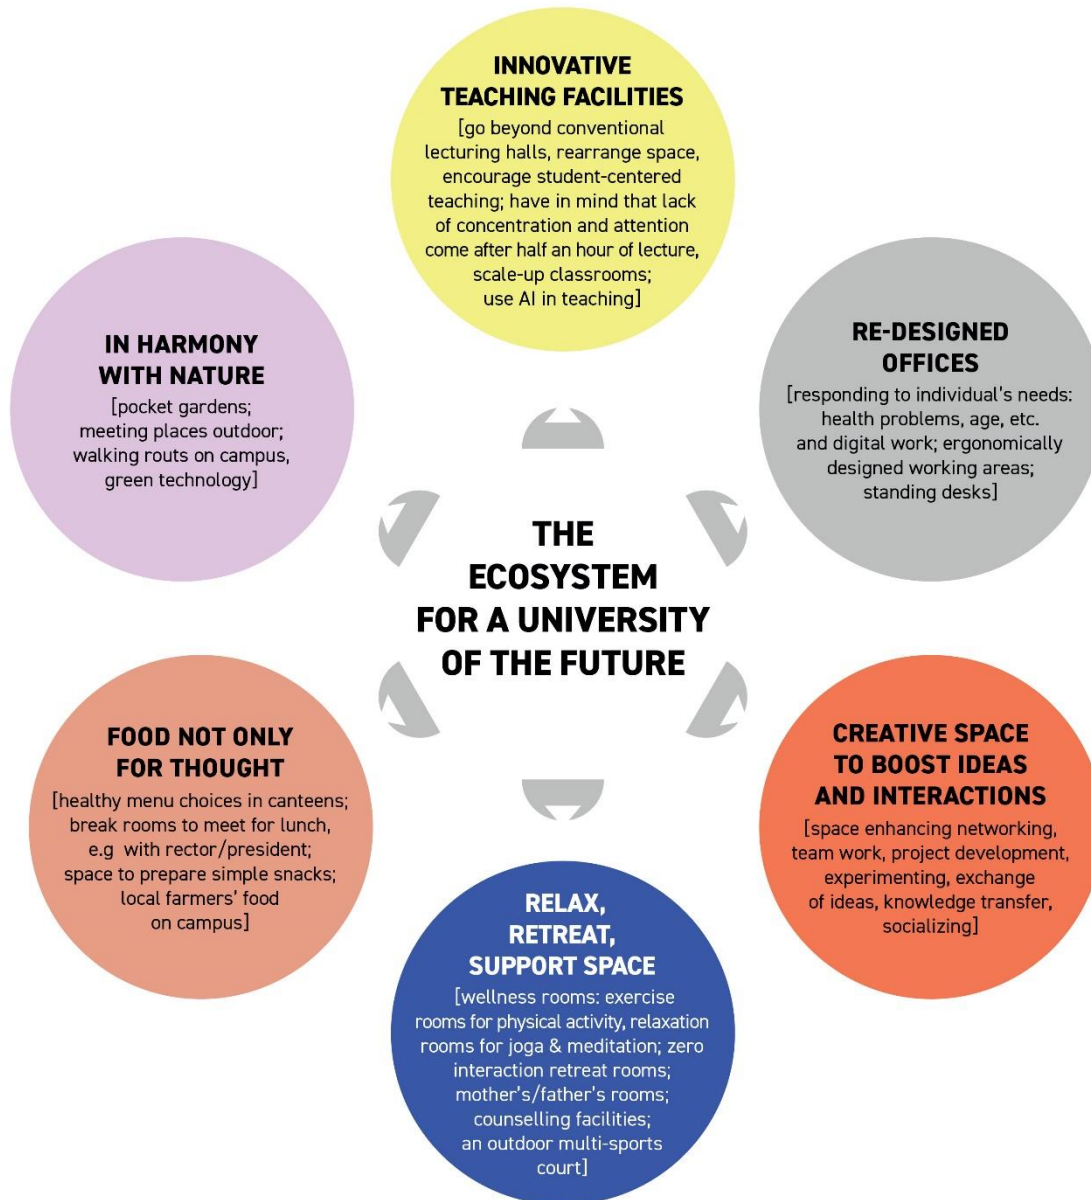 INNOVATIVE
TEACHING FACILITIES
[go beyond conventional
lecturing halls, rearrange space,
encourage student-centered
teaching; have in mind that lack
of concentration and attention
come after half an hour of lecture,
scale-up classrooms;
use AI in teaching]
IN HARMONY
WITH NATURE
[pocket gardens;
meeting places outdoor;
walking routs on campus,
green technology]
RE-DESIGNED
OFFICES
[responding to individual's needs:
health problems, age, etc.
and digital work; ergonomically
designed working areas;
standing desks]
THE
ECOSYSTEM
FOR A UNIVERSITY
OF THE FUTURE
FOOD NOT ONLY
FOR THOUGHT
[healthy menu choices in canteens;
break rooms to meet for lunch,
e.g with rector/president;
space to prepare simple snacks;
local farmers' food
on campus]
CREATIVE SPACE
TO BOOST IDEAS
AND INTERACTIONS
[space enhancing networking,
team work, project development,
experimenting, exchange
of ideas, knowledge transfer,
socializing]
RELAX,
RETREAT,
SUPPORT SPACE
[wellness rooms: exercise
rooms for physical activity, relaxation
rooms for joga & meditation; zero
interaction retreat rooms;
mother's/father's rooms;
counselling facilities;
an outdoor multi-sports
court]